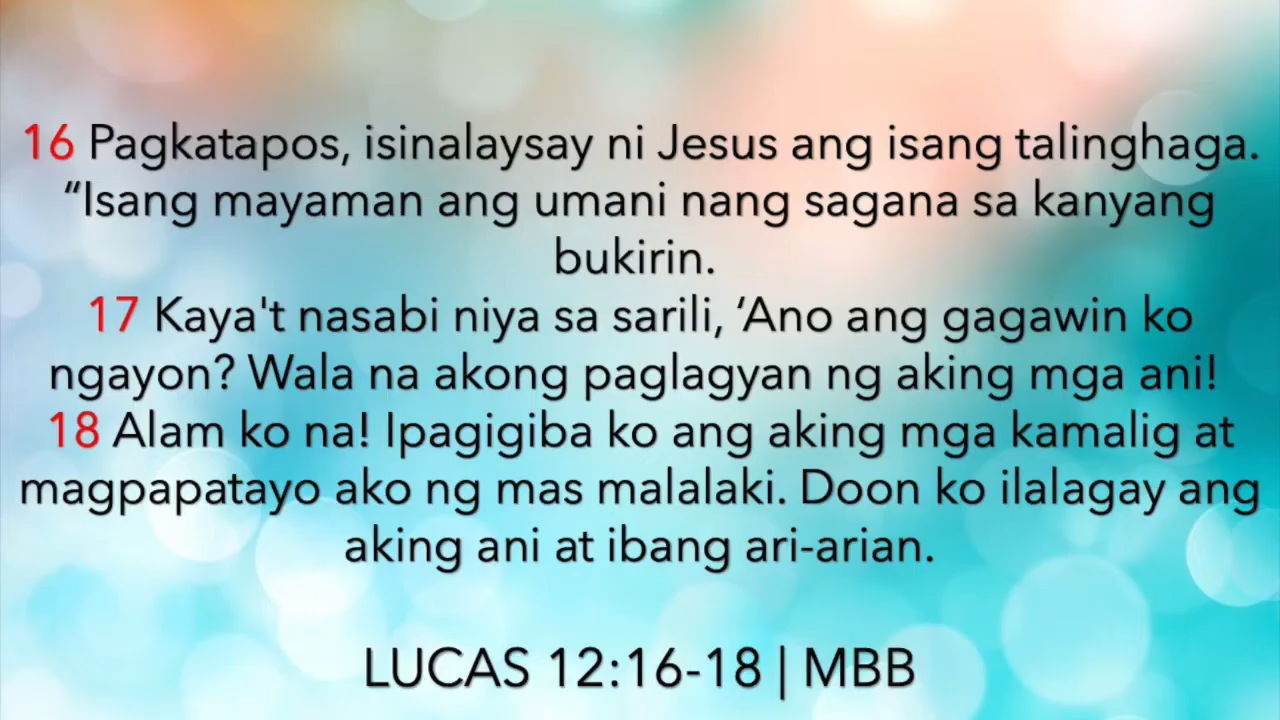 16 Pagkatapos, isinalaysay ni Jesus ang isang talinghaga.
“Isang mayaman ang umani nang sagana sa kanyang
bukirin.
17 Kaya't nasabi niya sa sarili, ‘Ano ang gagawin ko
ngayon? Wala na akong paglagyan ng aking mga ani!
18 Alam ko na! Ipagigiba ko ang aking mga kamalig at
magpapatayo ako ng mas malalaki. Doon ko ilalagay ang
aking ani at ibang ari-arian.
LUCAS 12:16-18 | MBB